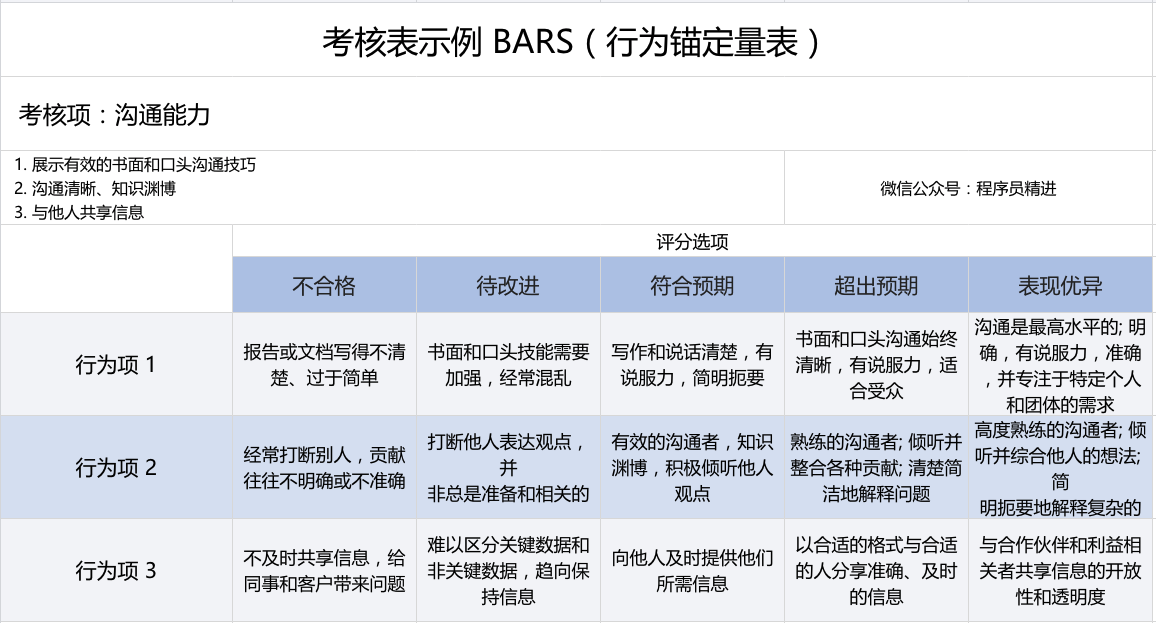 考核表示例 BARS（行为锚定量表）
考核项：沟通能力
1. 展示有效的书面和口头沟通技巧
2. 沟通清晰、知识渊博
3. 与他人共享信息
微信公众号：程序员精进
评分选项
不合格
待改进
符合预期
超出预期
表现优异
行为项 1
报告或文档写得不清
楚、过于简单
书面和口头技能需要
加强，经常混乱
写作和说话清楚，有
说服力，简明扼要
书面和口头沟通始终
清晰，有说服力，适
合受众
沟通是最高水平的; 明
确，有说服力，准确
，并专注于特定个人
和团体的需求
行为项 2
经常打断别人，贡献
往往不明确或不准确
打断他人表达观点，
并
非总是准备和相关的
有效的沟通者，知识
渊博，积极倾听他人
观点
熟练的沟通者; 倾听并
整合各种贡献; 清楚简
洁地解释问题
高度熟练的沟通者; 倾
听并综合他人的想法;
简
明扼要地解释复杂的
行为项 3
不及时共享信息，给
同事和客户带来问题
难以区分关键数据和
非关键数据，趋向保
持信息
向他人及时提供他们
所需信息
以合适的格式与合适
的人分享准确、及时
的信息
与合作伙伴和利益相
关者共享信息的开放
性和透明度